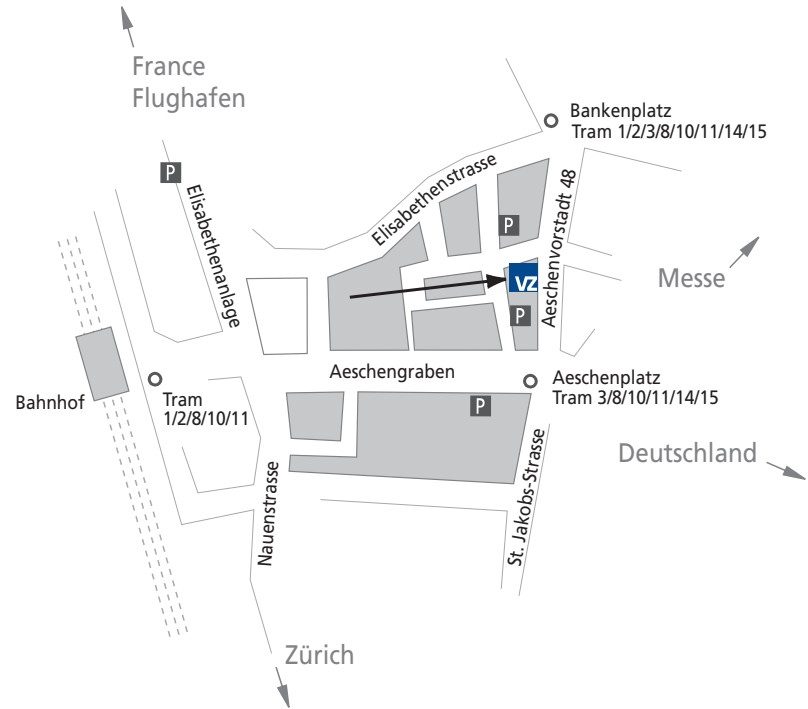 France
Flughafen
Bankenplatz
Tram 1/2/3/8/10/11/14/15
P
Elisabethenanlage
Elisabethenstrasse
P
Aeschenvorstadt 48
Messe
VZ
P
Aeschengraben
Aeschenplatz
Tram 3/8/10/11/14/15
Bahnhof
Tram
1/2/8/10/11
P
Deutschland
Nauenstrasse
St. Jakobs-Strasse
Zürich